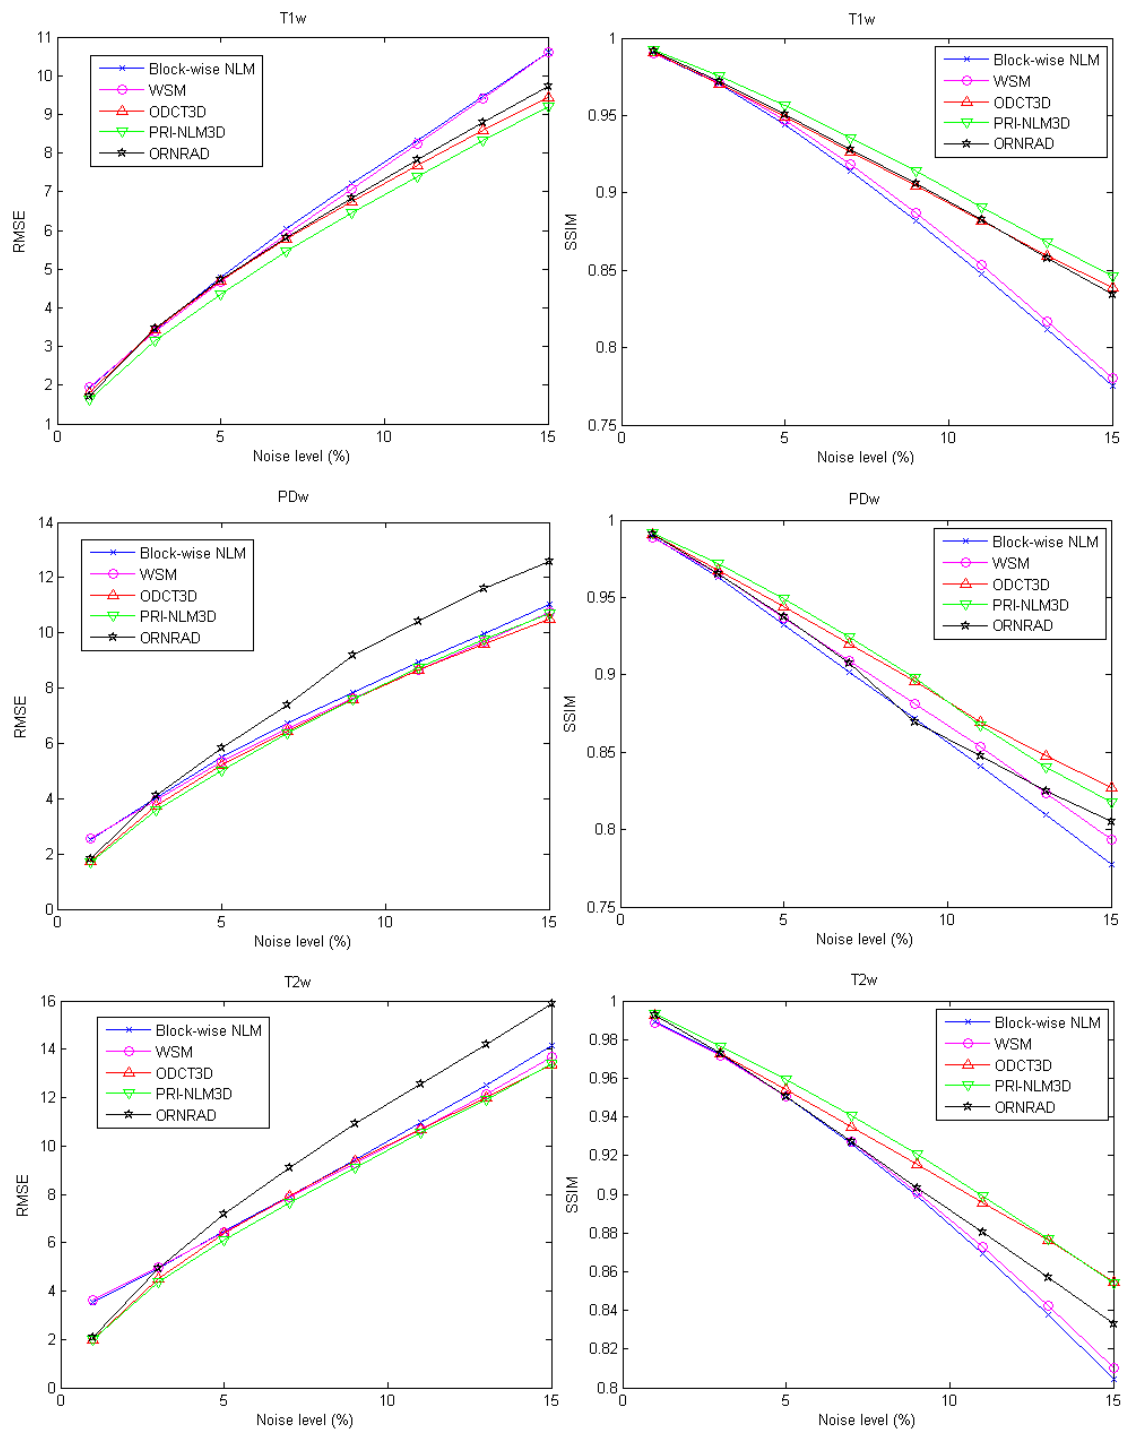 T1w
11
10
9
8
7
6
5
4
3
2
1
RMSE
Block-wise NLM
WSM
ODCT3D
PRI-NLM3D
ORNRAD
0
5
10
15
Noise level (%)
T1w
1
0.95
0.9
0.85
0.8
0.75
SSIM
Block-wise NLM
WSM
ODCT3D
PRI-NLM3D
ORNRAD
0
5
10
15
Noise level (%)
PDw
14
12
10
8
6
4
2
0
RMSE
Block-wise NLM
WSM
ODCT3D
PRI-NLM3D
ORNRAD
0
5
10
15
Noise level (%)
PDw
1
0.95
0.9
0.85
0.8
0.75
SSIM
Block-wise NLM
WSM
ODCT3D
PRI-NLM3D
ORNRAD
0
5
10
15
Noise level (%)
T2w
16
14
12
10
8
6
4
2
0
RMSE
Block-wise NLM
WSM
ODCT3D
PRI-NLM3D
ORNRAD
0
5
10
15
Noise level (%)
T2w
1
0.98
0.96
0.94
0.92
0.9
0.88
0.86
0.84
0.82
0.8
SSIM
Block-wise NLM
WSM
ODCT3D
PRI-NLM3D
ORNRAD
0
5
10
15
Noise level (%)